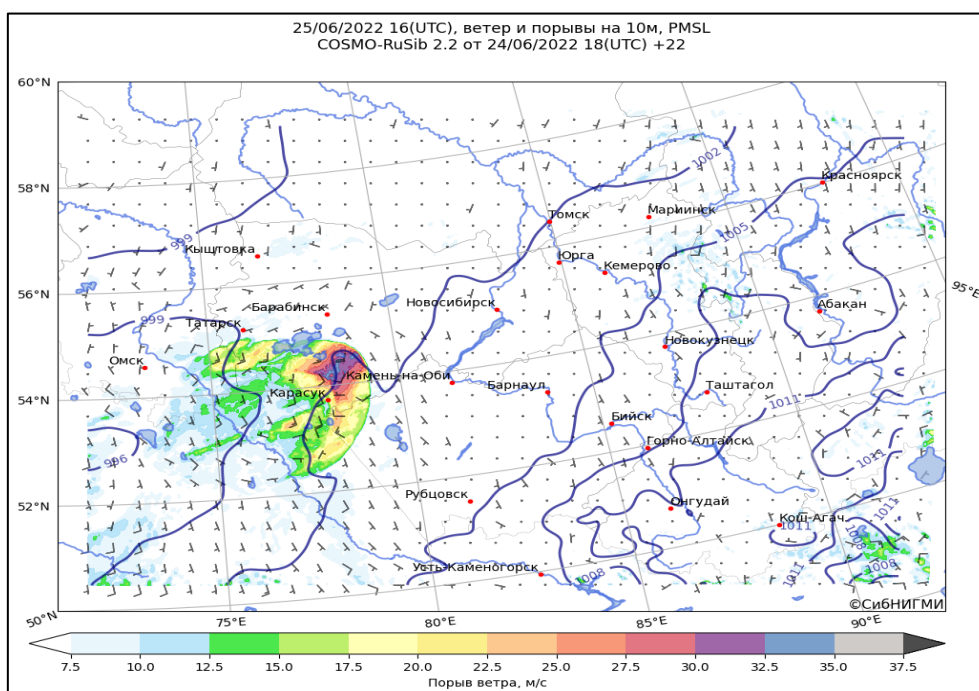 25/06/2022 16(UTC), ветер и порывы на 10м, PMSL
COSMO-RuSib 2.2 от 24/06/2022 18(UTC) +22
60°N
58°N
56°N
54°N
52°N
50°N
75°E
80°E
85°E
90°E
95°E
1002
Красноярск
Томск
Мариинск
999
Кыштовка
1005
Юрга
Кемерово
Новосибирск
Барабинск
Абакан
999
Татарск
Новокузнецк
Омск
Камень-на-Оби
Карасук
Барнаул
Таштагол
1011
Бийск
Горно-Алтайск
996
1011
Рубцовск
Онгудай
Кош-Агач
1011
1011
1008
Усть-Каменогорск
1008
1011
1008
©СибНИГМИ
7.5 10.0 12.5 15.0 17.5 20.0 22.5 25.0 27.5 30.0 32.5 35.0 37.5
Порыв ветра, м/с